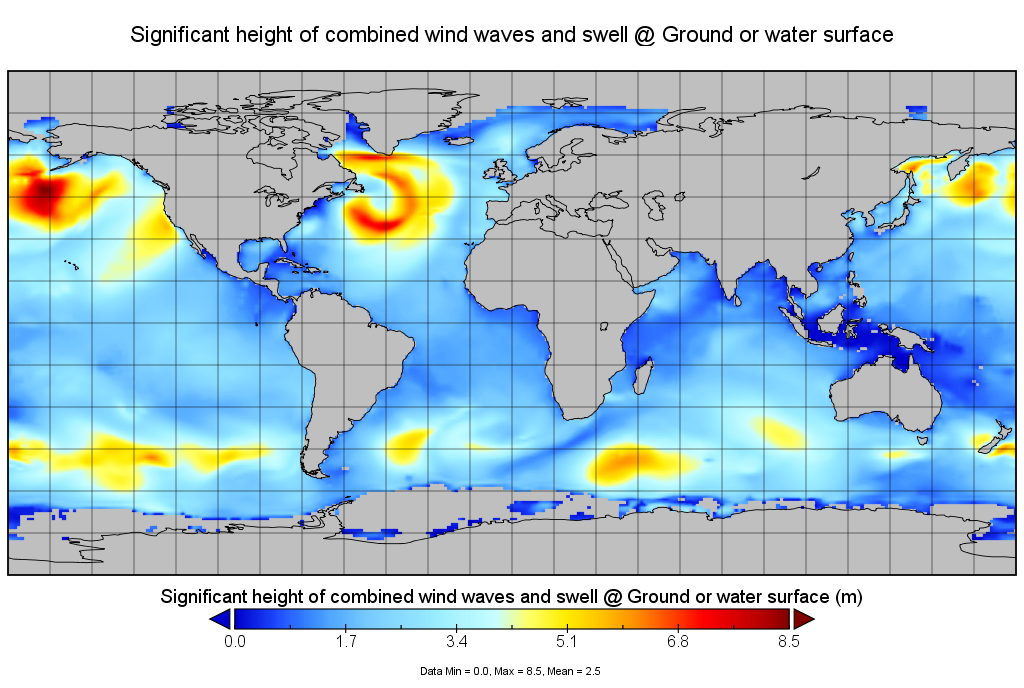 Significant height of combined wind waves and swell @ Ground or water surface
Significant height of combined wind waves and swell @ Ground or water surface (m)
0.0 1.7 3.4 5.1 6.8 8.5
Data Min = 0.0, Max = 8.5, Mean = 2.5